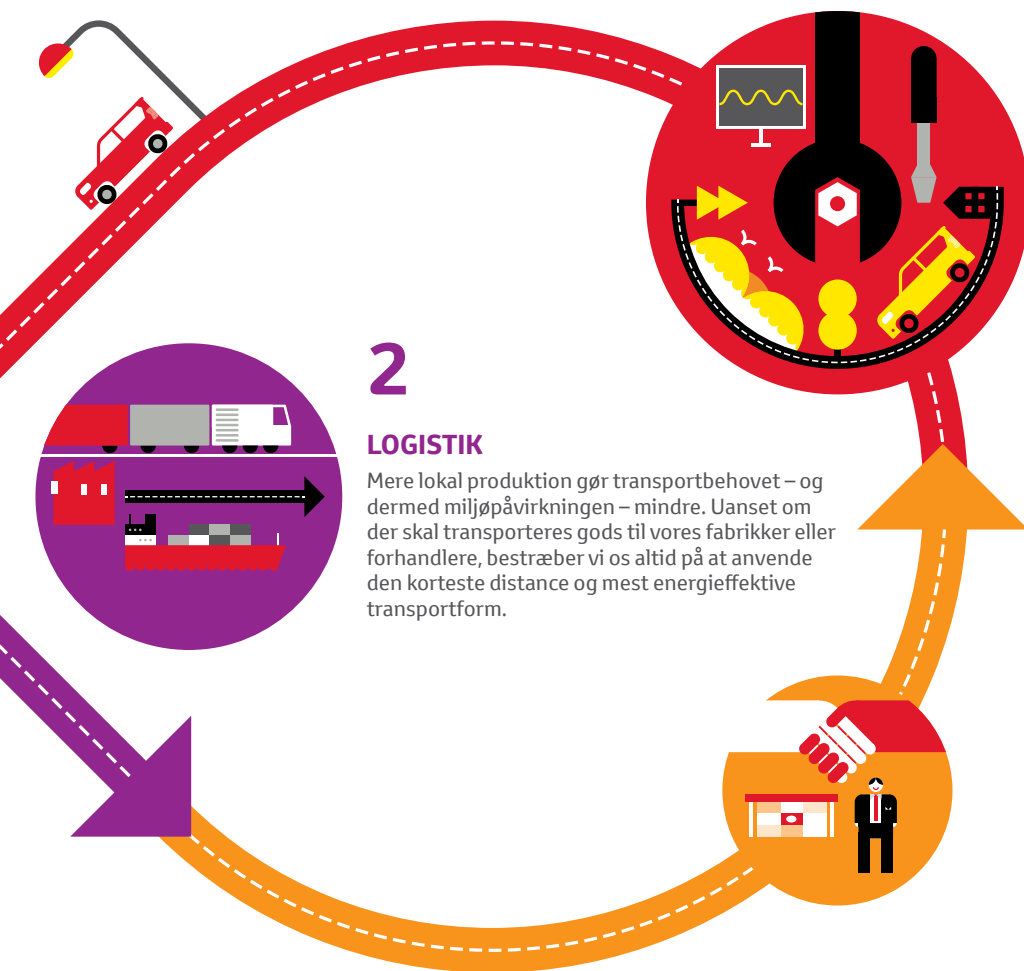 2
LOGISTIK
Mere lokal produktion gør transportbehovet – og
dermed miljøpåvirkningen – mindre. Uanset om
der skal transporteres gods til vores fabrikker eller
forhandlere, bestræber vi os altid på at anvende
den korteste distance og mest energieffektive
transportform.